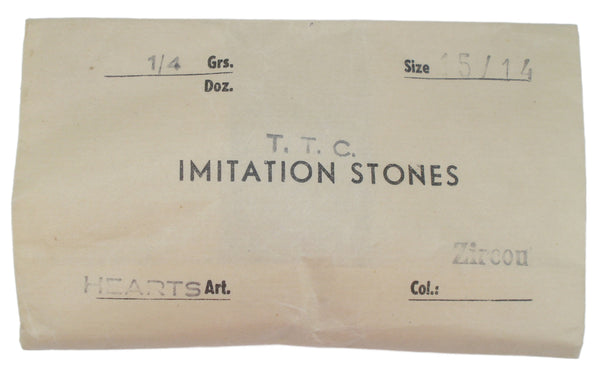 1/4 Grs. Size 15/14
Doz.
T. T. C.
IMITATION STONES
Zircon
HEARTS Art. Col.: